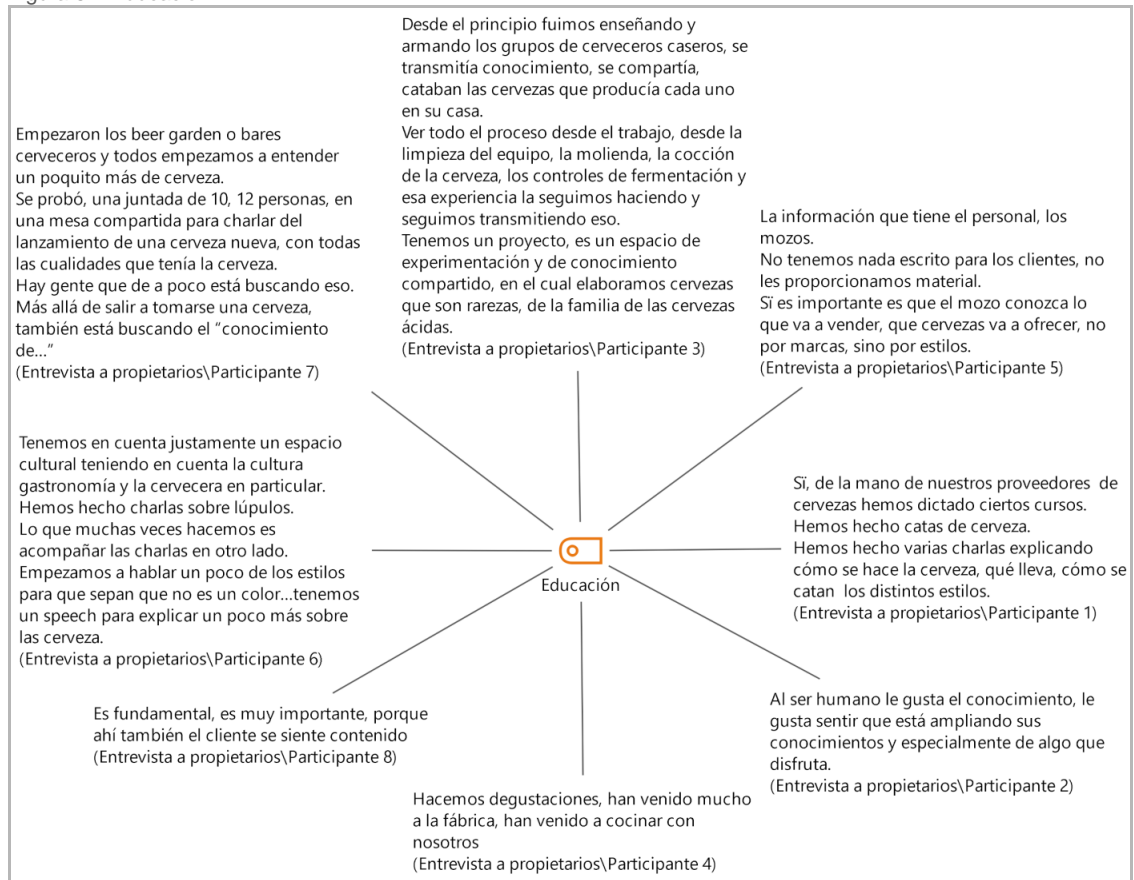 Desde el principio fuimos enseñando y
armando los grupos de cerveceros caseros, se
transmitía conocimiento, se compartía,
cataban las cervezas que producía cada uno
en su casa.
Ver todo el proceso desde el trabajo, desde la
limpieza del equipo, la molienda, la cocción
de la cerveza, los controles de fermentación y
esa experiencia la seguimos haciendo y
seguimos transmitiendo eso.
Tenemos un proyecto, es un espacio de
experimentación y de conocimiento
compartido, en el cual elaboramos cervezas
que son rarezas, de la familia de las cervezas
ácidas.
(Entrevista a propietarios\Participante 3)
Empezaron los beer garden o bares
cerveceros y todos empezamos a entender
un poquito más de cerveza.
Se probó, una juntada de 10, 12 personas, en
una mesa compartida para charlar del
lanzamiento de una cerveza nueva, con todas
las cualidades que tenía la cerveza.
Hay gente que de a poco está buscando eso.
Más allá de salir a tomarse una cerveza,
también está buscando el “conocimiento
de…”
(Entrevista a propietarios\Participante 7)
La información que tiene el personal, los
mozos.
No tenemos nada escrito para los clientes, no
les proporcionamos material.
Sï es importante es que el mozo conozca lo
que va a vender, que cervezas va a ofrecer, no
por marcas, sino por estilos.
(Entrevista a propietarios\Participante 5)
Tenemos en cuenta justamente un espacio
cultural teniendo en cuenta la cultura
gastronomía y la cervecera en particular.
Hemos hecho charlas sobre lúpulos.
Lo que muchas veces hacemos es
acompañar las charlas en otro lado.
Empezamos a hablar un poco de los estilos
para que sepan que no es un color…tenemos
un speech para explicar un poco más sobre
las cerveza.
(Entrevista a propietarios\Participante 6)
Sï, de la mano de nuestros proveedores de
cervezas hemos dictado ciertos cursos.
Hemos hecho catas de cerveza.
Hemos hecho varias charlas explicando
cómo se hace la cerveza, qué lleva, cómo se
catan los distintos estilos.
(Entrevista a propietarios\Participante 1)
Educación
Es fundamental, es muy importante, porque
ahí también el cliente se siente contenido
(Entrevista a propietarios\Participante 8)
Al ser humano le gusta el conocimiento, le
gusta sentir que está ampliando sus
conocimientos y especialmente de algo que
disfruta.
(Entrevista a propietarios\Participante 2)
Hacemos degustaciones, han venido mucho
a la fábrica, han venido a cocinar con
nosotros
(Entrevista a propietarios\Participante 4)